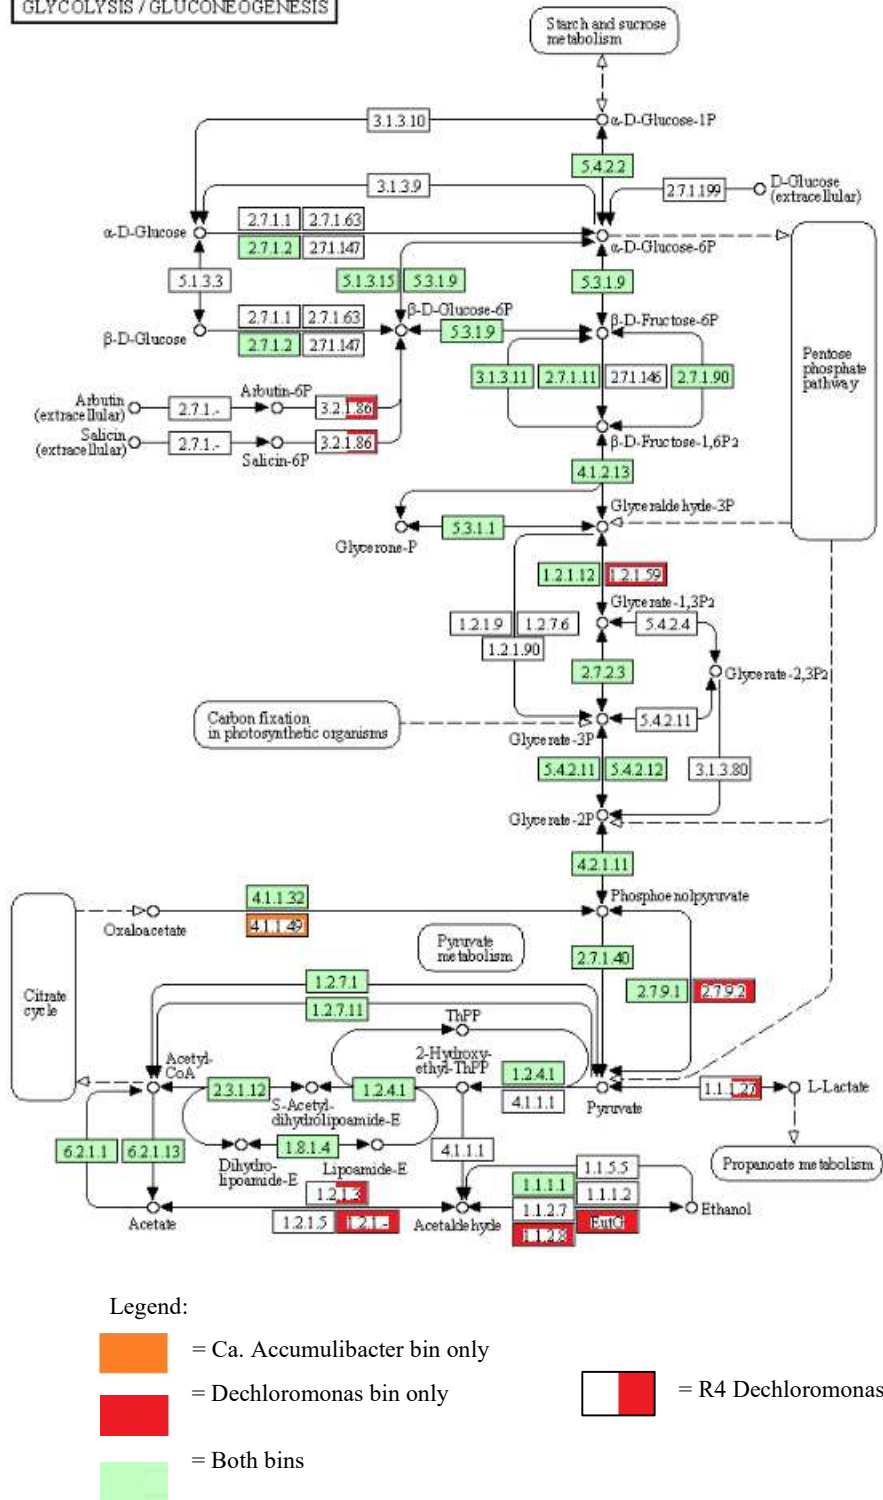 GLYCOLYSIS / GLUCONEOGENESIS
Starch and sucrose
metabolism
3.1.3.10
α-D-Glucose-1P
5.4.2.2
3.1.3.9
2.7.1.199
D-Glucose
(extracellular)
2.7.1.1
2.7.1.63
α-D-Glucose
2.7.1.2
2.7.1.147
α-D-Glucose-6P
5.1.3.3
5.1.3.15
5.3.1.9
5.3.1.9
β-D-Glucose-6P
2.7.1.1
2.7.1.63
β-D-Glucose
2.7.1.2
2.7.1.147
5.3.1.9
β-D-Fructose-6P
Pentose
phosphate
pathway
3.1.3.11
2.7.1.11
2.7.1.146
2.7.1.90
Arbutin
(extracellular)
2.7.1.-
Arbutin-6P
3.2.1.86
Salicin
(extracellular)
2.7.1.-
Salicin-6P
3.2.1.86
β-D-Fructose-1,6P2
4.1.2.13
Glyceraldehyde-3P
Glycerone-P
5.3.1.1
1.2.1.12
1.2.1.59
Glycerate-1,3P2
1.2.1.9
1.2.7.6
1.2.1.90
5.4.2.4
2.7.2.3
Glycerate-2,3P2
Carbon fixation
in photosynthetic organisms
5.4.2.11
Glycerate-3P
5.4.2.11
5.4.2.12
3.1.3.80
Glycerate-2P
4.2.1.11
4.1.1.32
Phosphoenolpyruvate
Oxaloacetate
4.1.1.49
Pyruvate
metabolism
2.7.1.40
Citrate
cycle
1.2.7.1
1.2.7.11
2.7.9.1
2.7.9.2
ThPP
Acetyl-
CoA
2-Hydroxy-
ethyl-ThPP
2.3.1.12
S-Acetyl-
dihydrolipoamide-E
1.2.4.1
1.2.4.1
4.1.1.1
Pyruvate
1.1.1.27
L-Lactate
6.2.1.1
6.2.1.13
Dihydro-
lipoamide-E
1.8.1.4
Lipoamide-E
4.1.1.1
Propanoate metabolism
1.1.5.5
1.1.1.1
1.1.1.2
1.2.1.3
Acetate
1.2.1.5
1.2.1.-
Acetaldehyde
1.1.2.7
EutG
1.1.2.8
Ethanol
Legend:
= Ca. Accumulibacter bin only
= Dechloromonas bin only
= R4 Dechloromonas
= Both bins